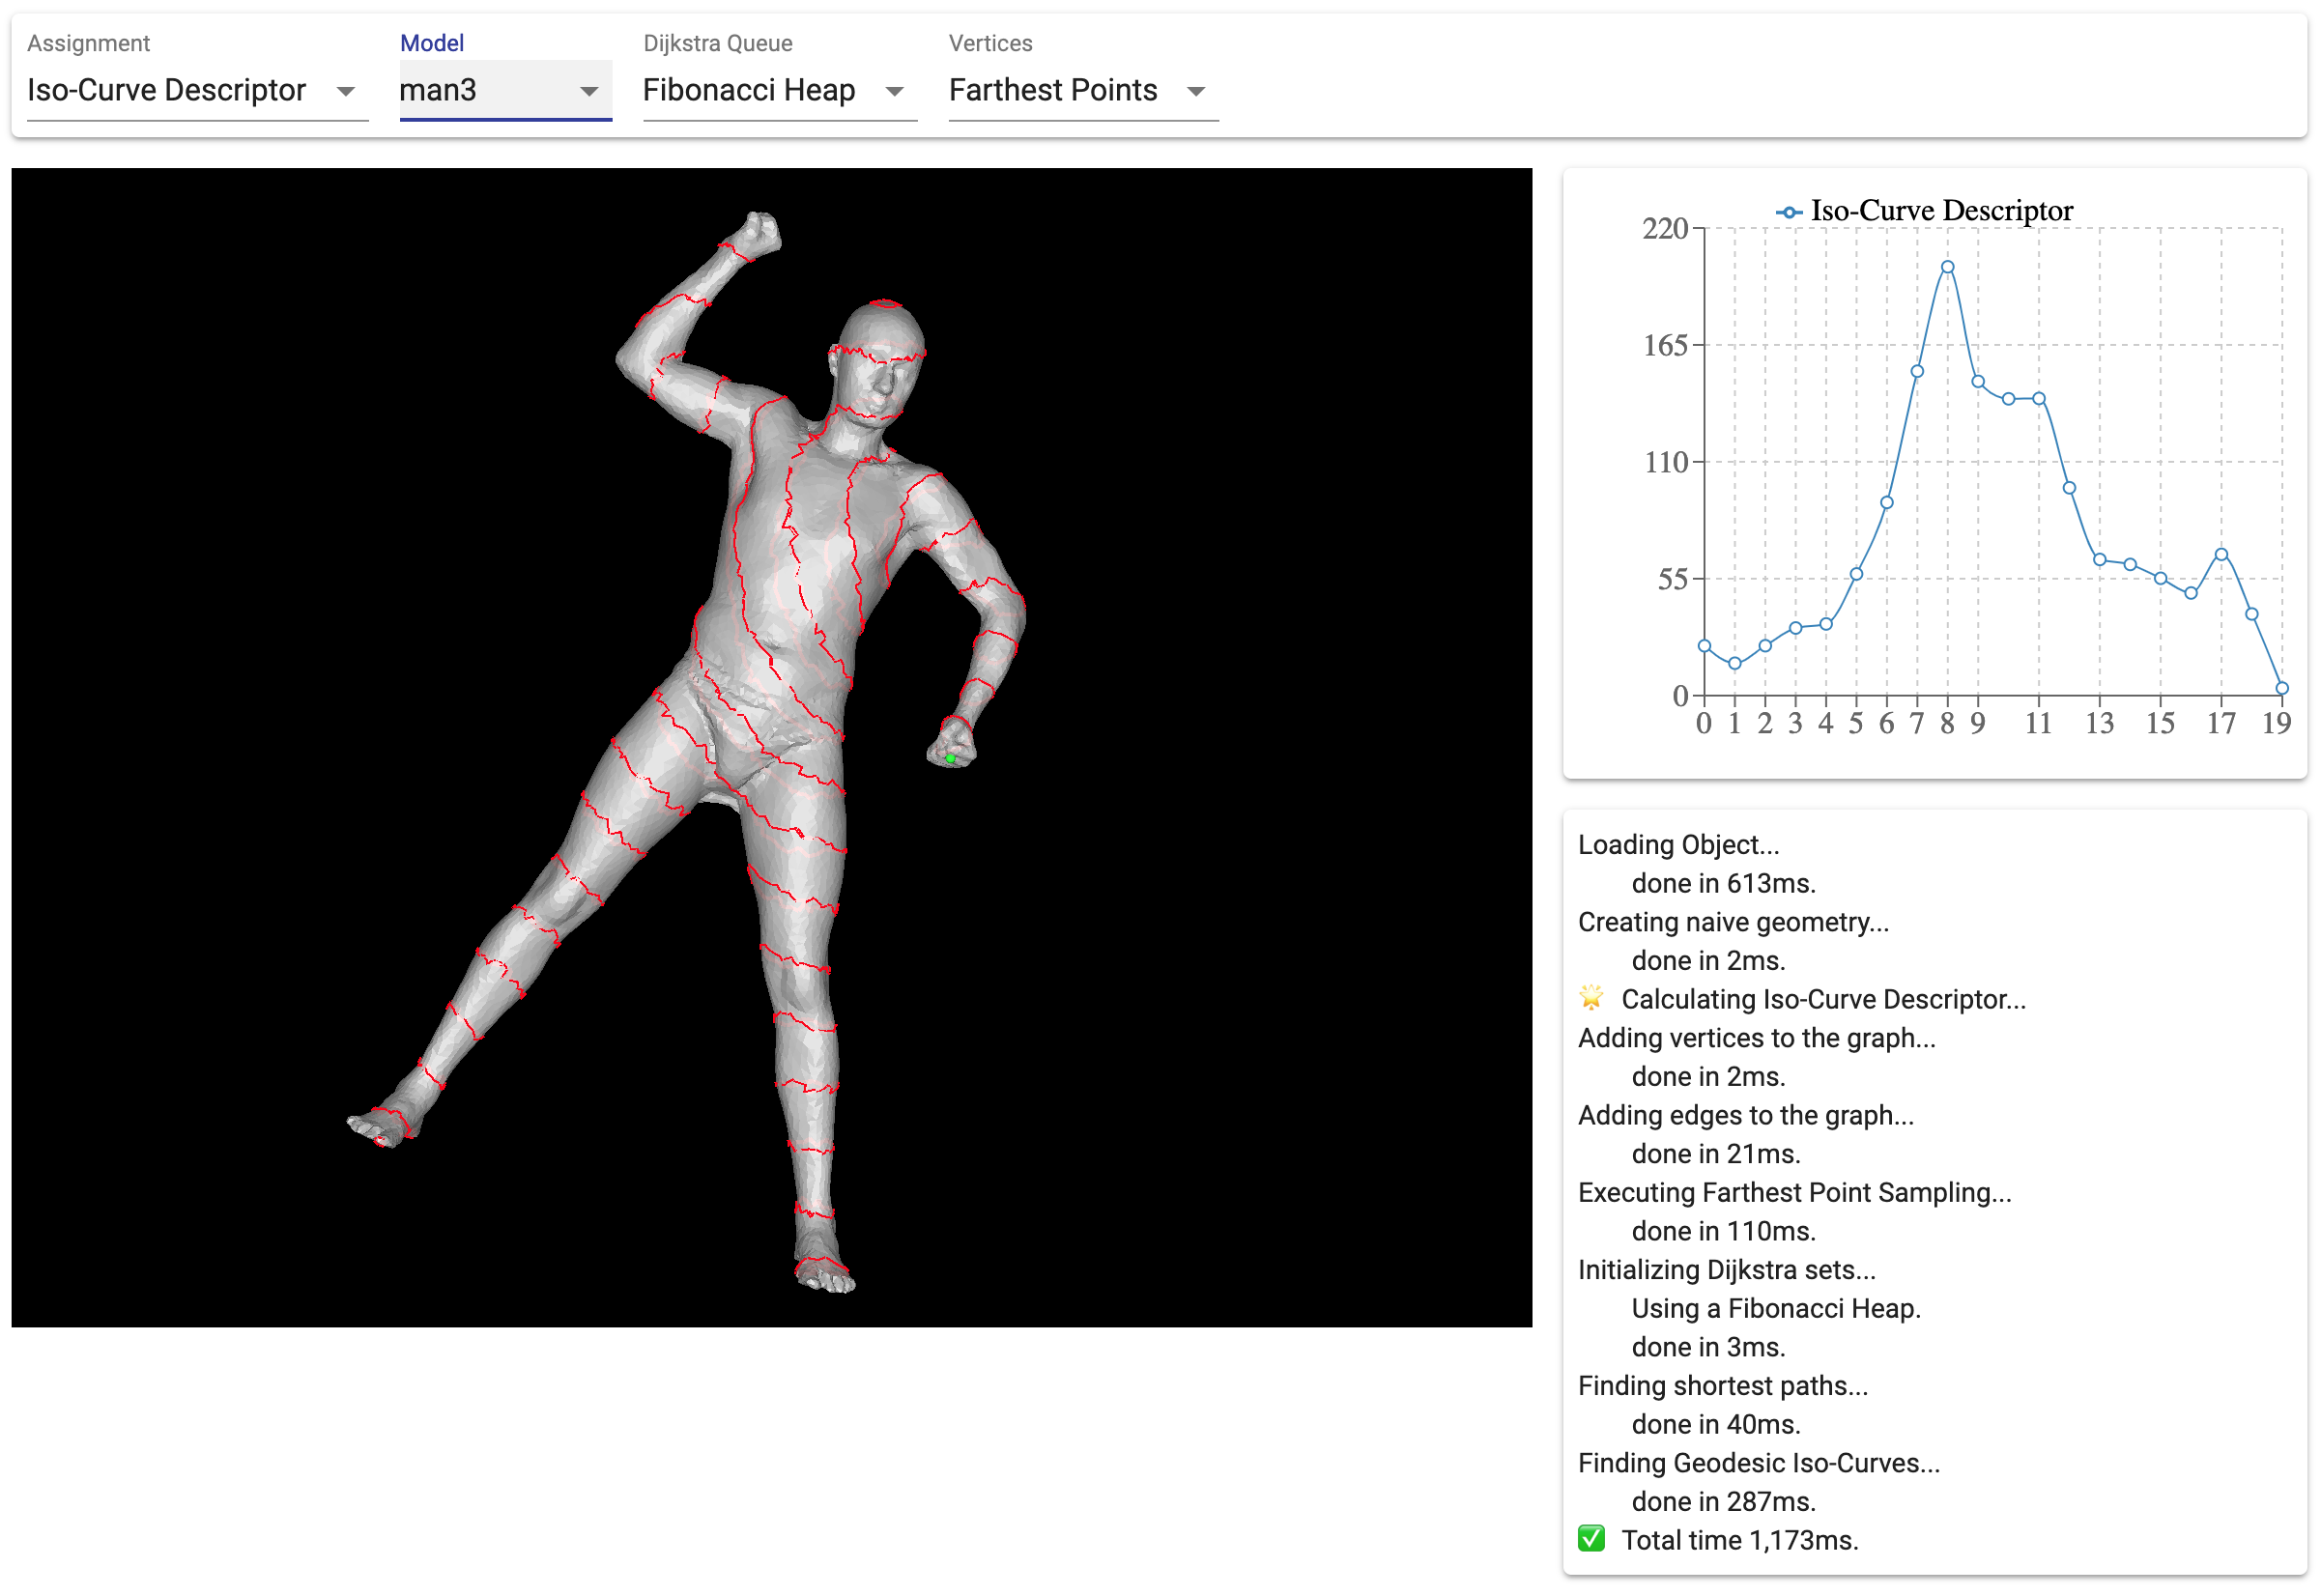 Assignment Model Dijkstra Queue Vertices
Iso-Curve Descriptor man3 Fibonacci Heap Farthest Points
Iso-Curve Descriptor
220
165
110
55
0
0 1 2 3 4 5 6 7 8 9 11 13 15 17 19
Loading Object...
done in 613ms.
Creating naive geometry...
done in 2ms.
🌟 Calculating Iso-Curve Descriptor...
Adding vertices to the graph...
done in 2ms.
Adding edges to the graph...
done in 21ms.
Executing Farthest Point Sampling...
done in 110ms.
Initializing Dijkstra sets...
Using a Fibonacci Heap.
done in 3ms.
Finding shortest paths...
done in 40ms.
Finding Geodesic Iso-Curves...
done in 287ms.
✅ Total time 1,173ms.